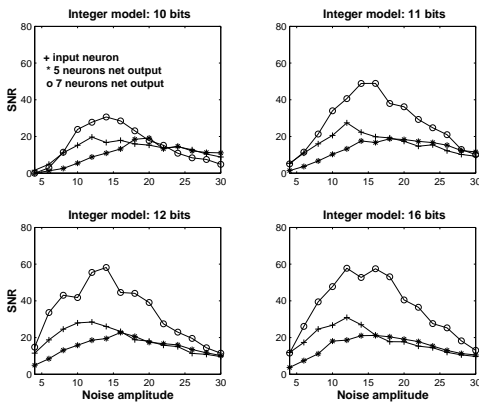 Integer model: 10 bits
80
60
40
20
0
SNR
+ input neuron
* 5 neurons net output
o 7 neurons net output
5 10 15 20 25 30
Integer model: 11 bits
80
60
40
20
0
5 10 15 20 25 30
Integer model: 12 bits
80
60
40
20
0
SNR
5 10 15 20 25 30
Noise amplitude
Integer model: 16 bits
80
60
40
20
0
5 10 15 20 25 30
Noise amplitude